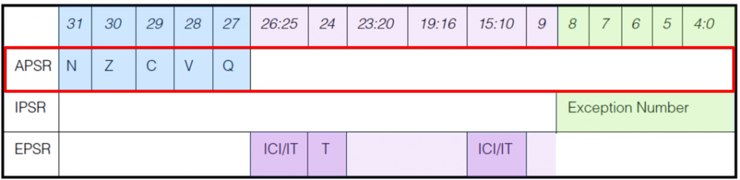 31 30 29 28 27 26:25 24 23:20 19:16 15:10 9 8 7 6 5 4:0
APSR N Z C V Q
IPSR Exception Number
EPSR ICI/IT T ICI/IT